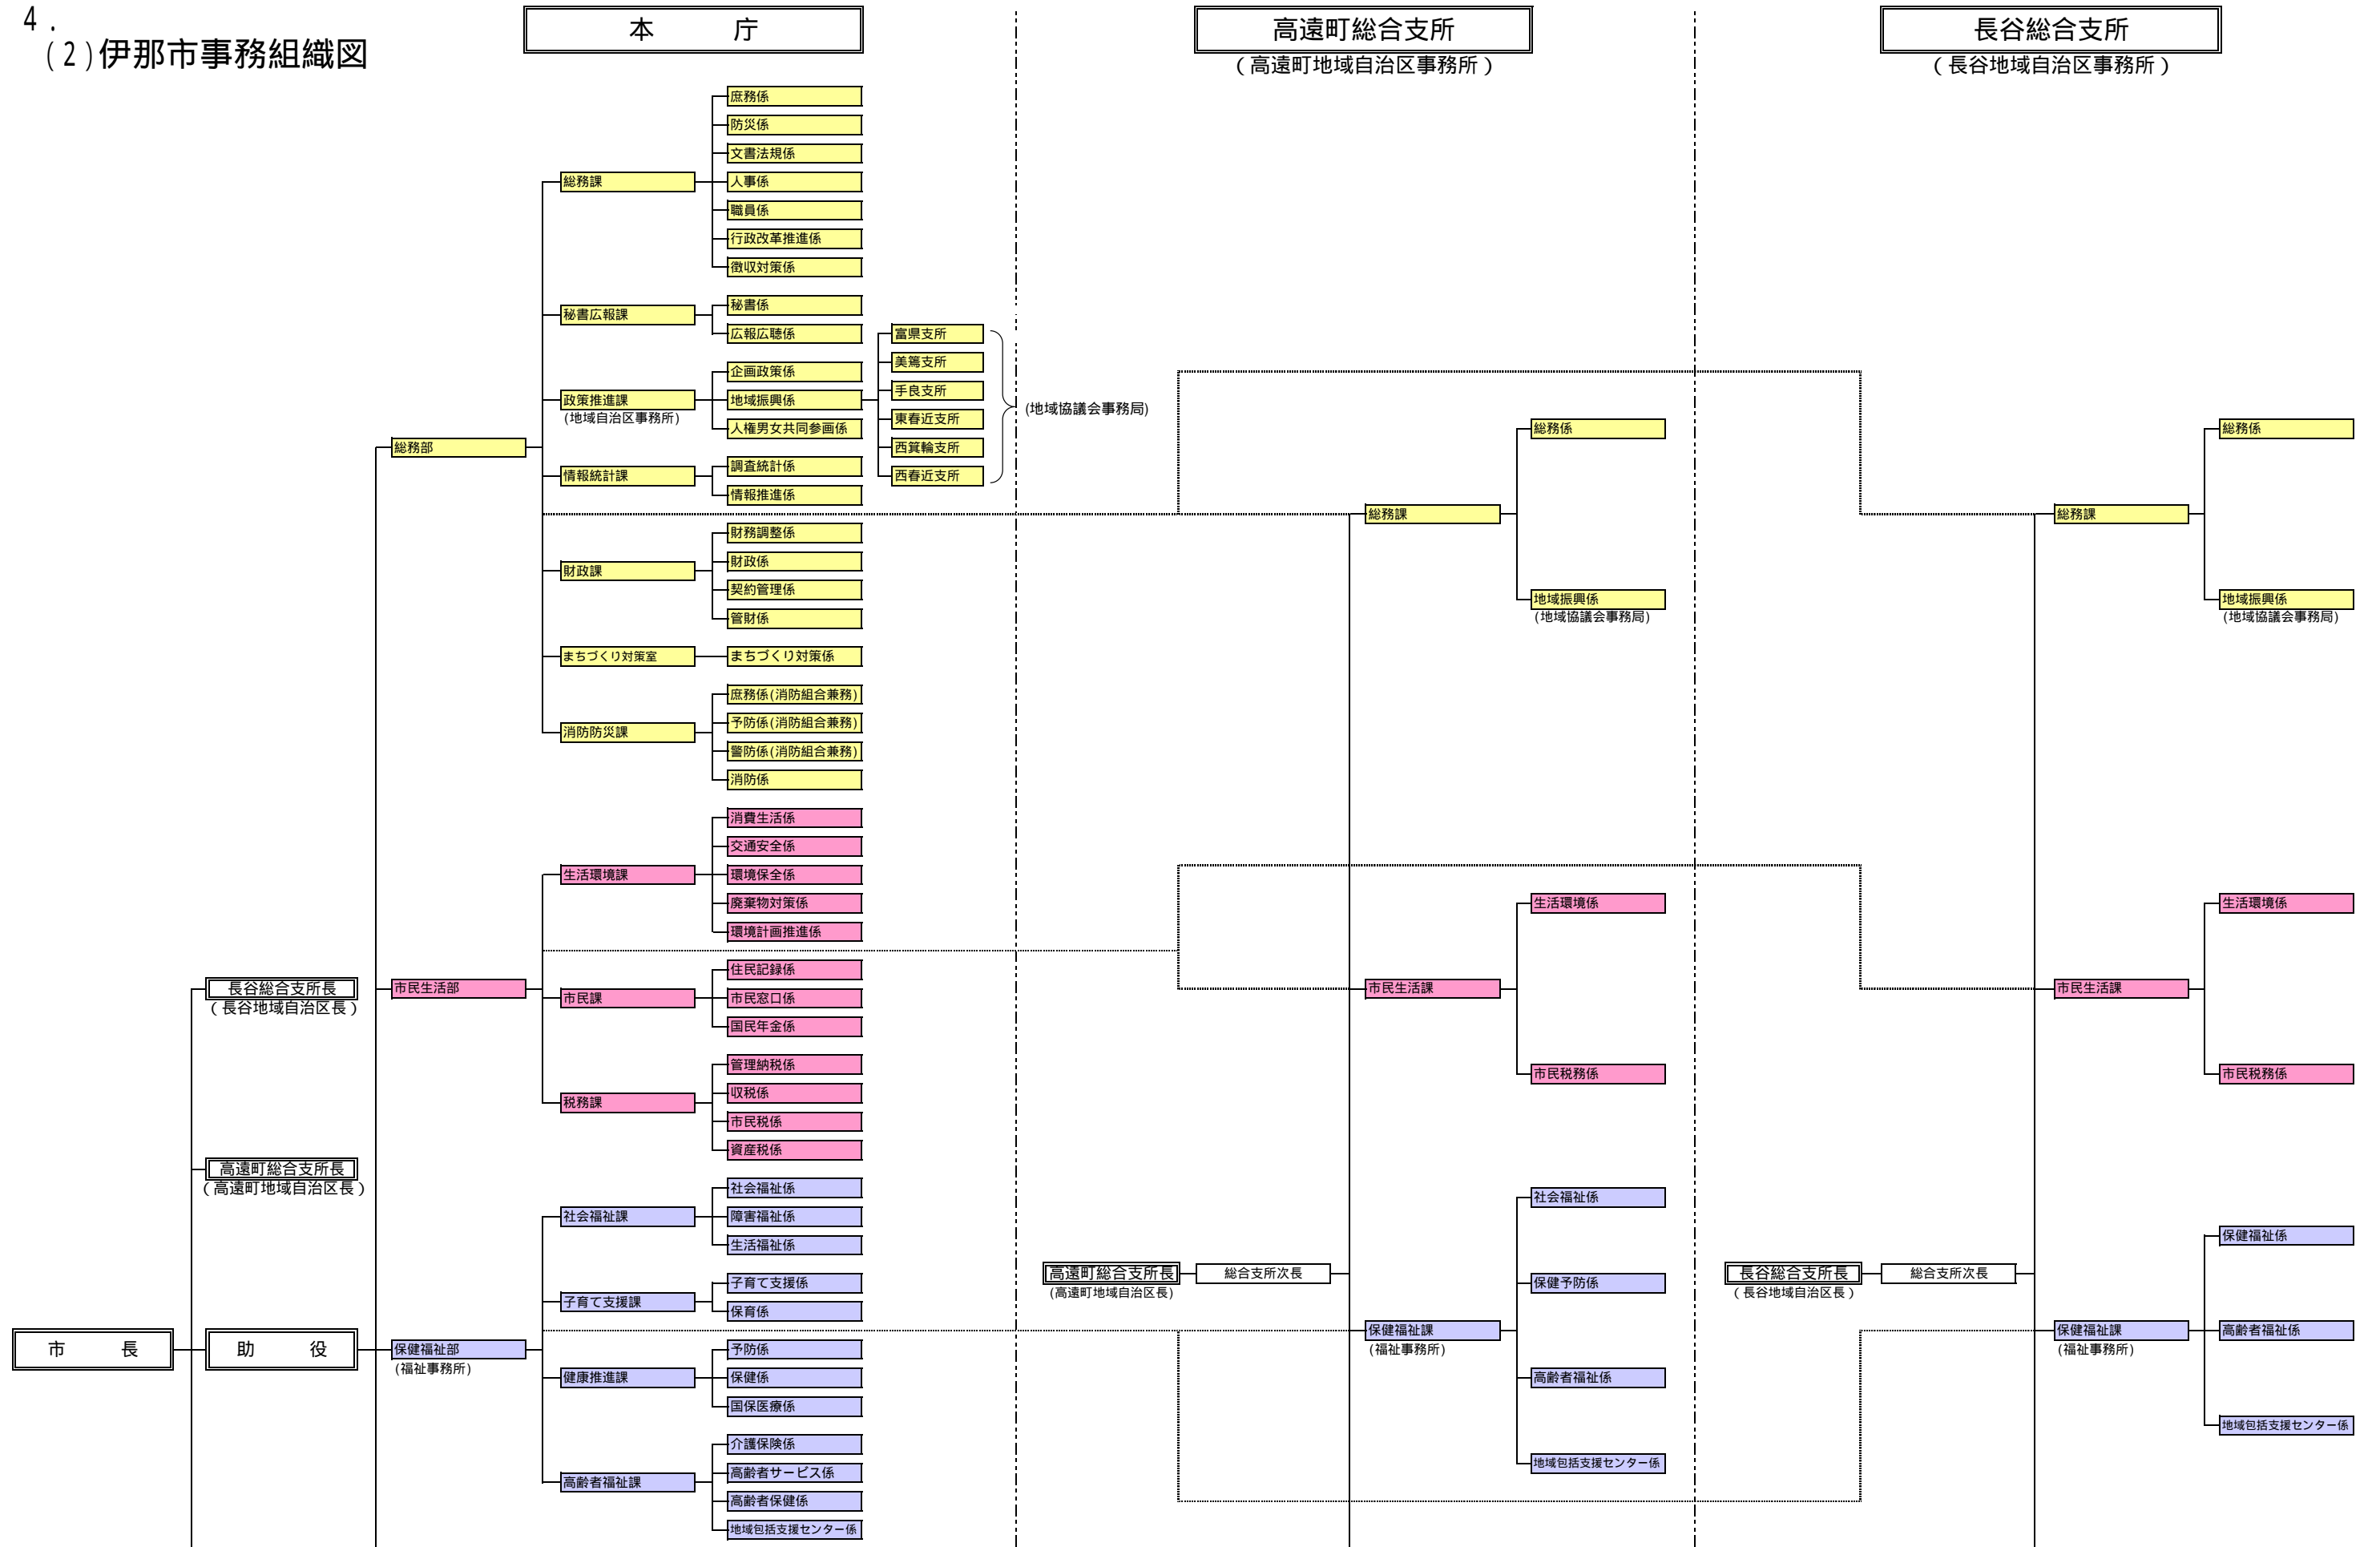 4.
(2)伊那市事務組織図
本 庁
高遠町総合支所
(高遠町地域自治区事務所)
長谷総合支所
(長谷地域自治区事務所)
市 長
助 役
長谷総合支所長
(長谷地域自治区長)
高遠町総合支所長
(高遠町地域自治区長)
総務部
総務課
庶務係
防災係
文書法規係
人事係
職員係
行政改革推進係
徴収対策係
秘書広報課
秘書係
広報広聴係
政策推進課
(地域自治区事務所)
企画政策係
地域振興係
人権男女共同参画係
富県支所
美篶支所
手良支所
東春近支所
西箕輪支所
西春近支所
(地域協議会事務局)
情報統計課
調査統計係
情報推進係
財政課
財務調整係
財政係
契約管理係
管財係
まちづくり対策室
まちづくり対策係
消防防災課
庶務係(消防組合兼務)
予防係(消防組合兼務)
警防係(消防組合兼務)
消防係
市民生活部
生活環境課
消費生活係
交通安全係
環境保全係
廃棄物対策係
環境計画推進係
市民課
住民記録係
市民窓口係
国民年金係
税務課
管理納税係
収税係
市民税係
資産税係
保健福祉部
(福祉事務所)
社会福祉課
社会福祉係
障害福祉係
生活福祉係
子育て支援課
子育て支援係
保育係
健康推進課
予防係
保健係
国保医療係
高齢者福祉課
介護保険係
高齢者サービス係
高齢者保健係
地域包括支援センター係
高遠町総合支所長
(高遠町地域自治区長)
総合支所次長
総務課
総務係
地域振興係
(地域協議会事務局)
市民生活課
生活環境係
市民税務係
保健福祉課
(福祉事務所)
社会福祉係
保健予防係
高齢者福祉係
地域包括支援センター係
長谷総合支所長
(長谷地域自治区長)
総合支所次長
総務課
総務係
地域振興係
(地域協議会事務局)
市民生活課
生活環境係
市民税務係
保健福祉課
(福祉事務所)
保健福祉係
高齢者福祉係
地域包括支援センター係